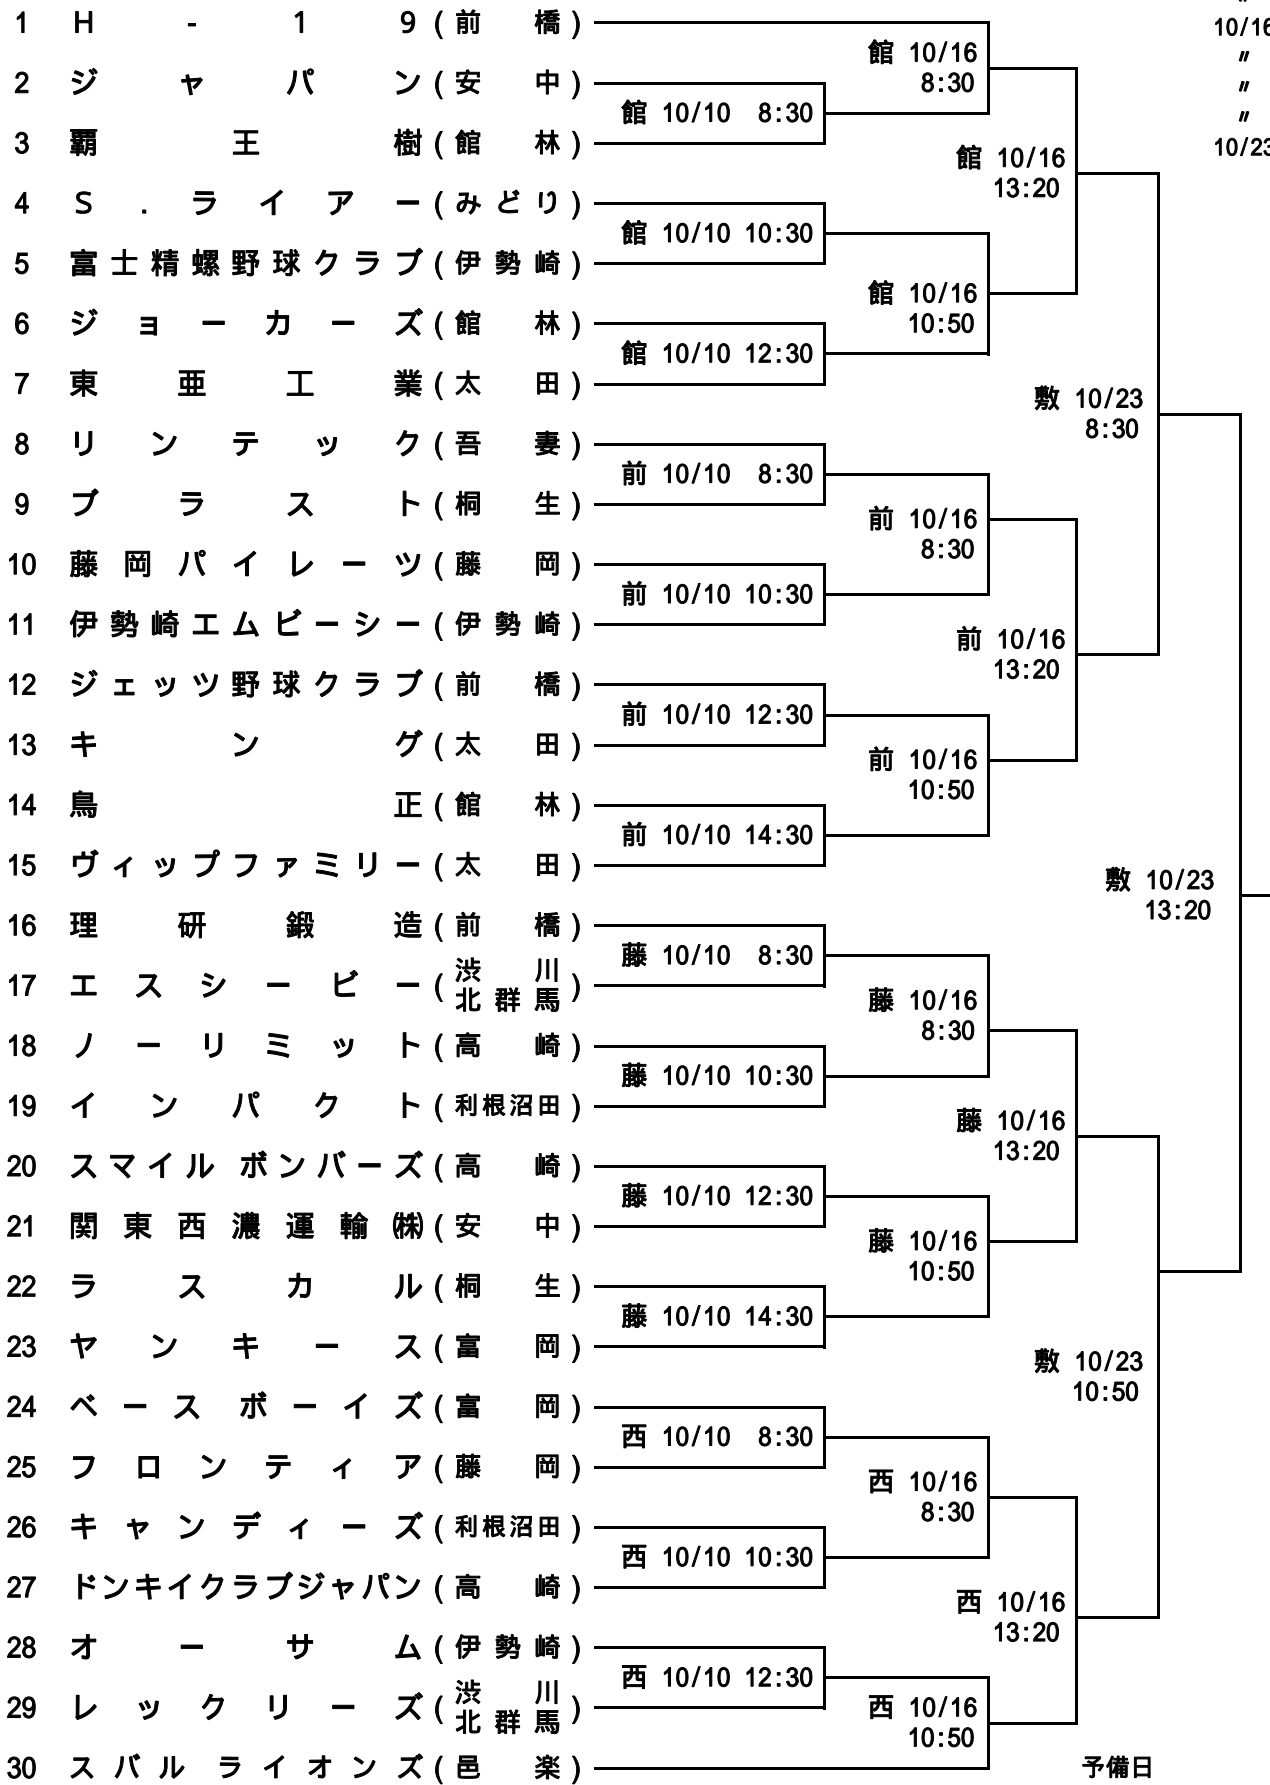 1 H - 1 9 (前橋)
2 ジャパン (安中)
3 覇王樹 (館林)
4 S.ライアー (みどり)
5 富士精螺野球クラブ (伊勢崎)
6 ジョーカーズ (館林)
7 東亜工業 (太田)
8 リンテック (吾妻)
9 ブラスト (桐生)
10 藤岡パイレーツ (藤岡)
11 伊勢崎エムビーシー (伊勢崎)
12 ジェッツ野球クラブ (前橋)
13 キング (太田)
14 鳥正 (館林)
15 ヴィップファミリー (太田)
16 理研鍛造 (前橋)
17 エスシービー (渋川北群馬)
18 ノーリミット (高崎)
19 インパクト (利根沼田)
20 スマイル ボンバーズ (高崎)
21 関東西濃運輸㈱ (安中)
22 ラスカル (桐生)
23 ヤンキース (富岡)
24 ベースボーイズ (富岡)
25 フロンティア (藤岡)
26 キャンディーズ (利根沼田)
27 ドンキイクラブジャパン (高崎)
28 オーサム (伊勢崎)
29 レックリーズ (渋川北群馬)
30 スバル ライオンズ (邑楽)
館 10/10 8:30
館 10/10 10:30
館 10/10 12:30
前 10/10 8:30
前 10/10 10:30
前 10/10 12:30
前 10/10 14:30
藤 10/10 8:30
藤 10/10 10:30
藤 10/10 12:30
藤 10/10 14:30
西 10/10 8:30
西 10/10 10:30
西 10/10 12:30
館 10/16
8:30
館 10/16
10:50
前 10/16
8:30
前 10/16
10:50
藤 10/16
8:30
藤 10/16
10:50
西 10/16
8:30
西 10/16
10:50
館 10/16
13:20
前 10/16
13:20
藤 10/16
13:20
西 10/16
13:20
敷 10/23
8:30
敷 10/23
10:50
敷 10/23
13:20
10/16
〃
〃
〃
10/23
予備日